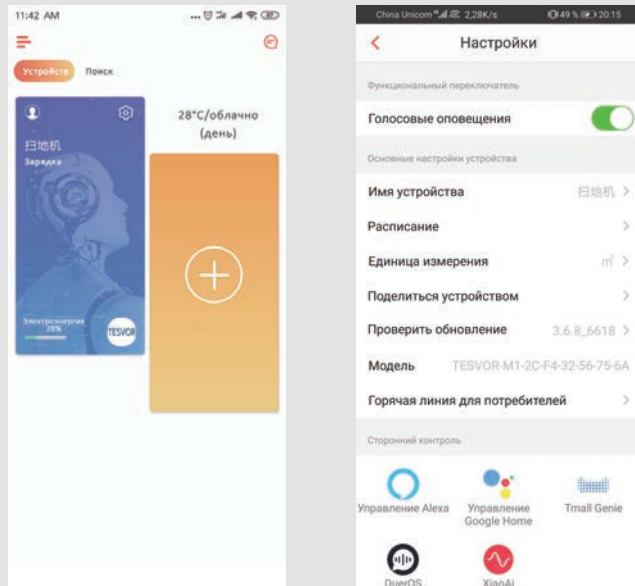 11:42 AM
Устройств Поиск
扫地机
Зарядка
28°C/облачно
(день)
Электроэнергия
28%
TESVOR
China Unicom 4G 2,28K/s 49 % 20:15
Настройки
Функциональный переключатель
Голосовые оповещения
Основные настройки устройства
Имя устройства 扫地机
Расписание
Единица измерения m²
Поделиться устройством
Проверить обновление 3.6.8_6618
Модель TESVOR-M1-2C-F4-32-56-75-6A
Горячая линия для потребителей
Сторонний контроль
Управление Alexa
Управление
Google Home
Tmall Genie
DuerOS
XiaoAi